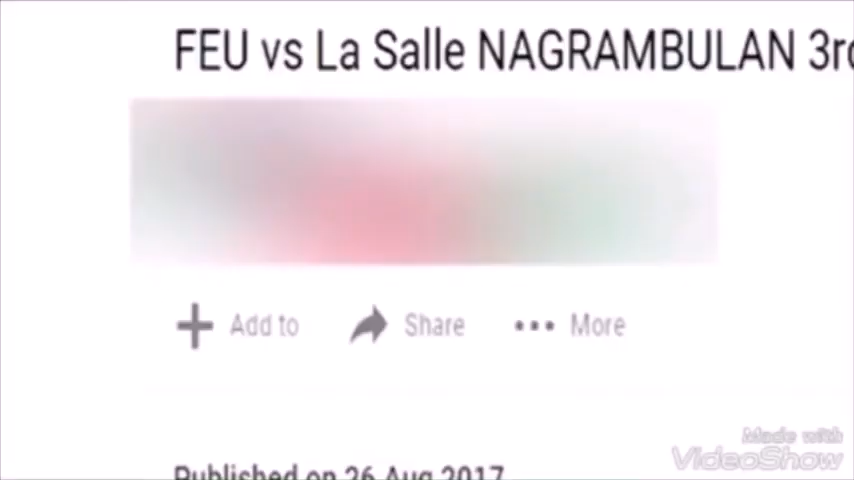 FEU vs La Salle NAGRAMBULAN 3r
Add to Share More
Published on 26 Aug 2017
Made with
VideoShow